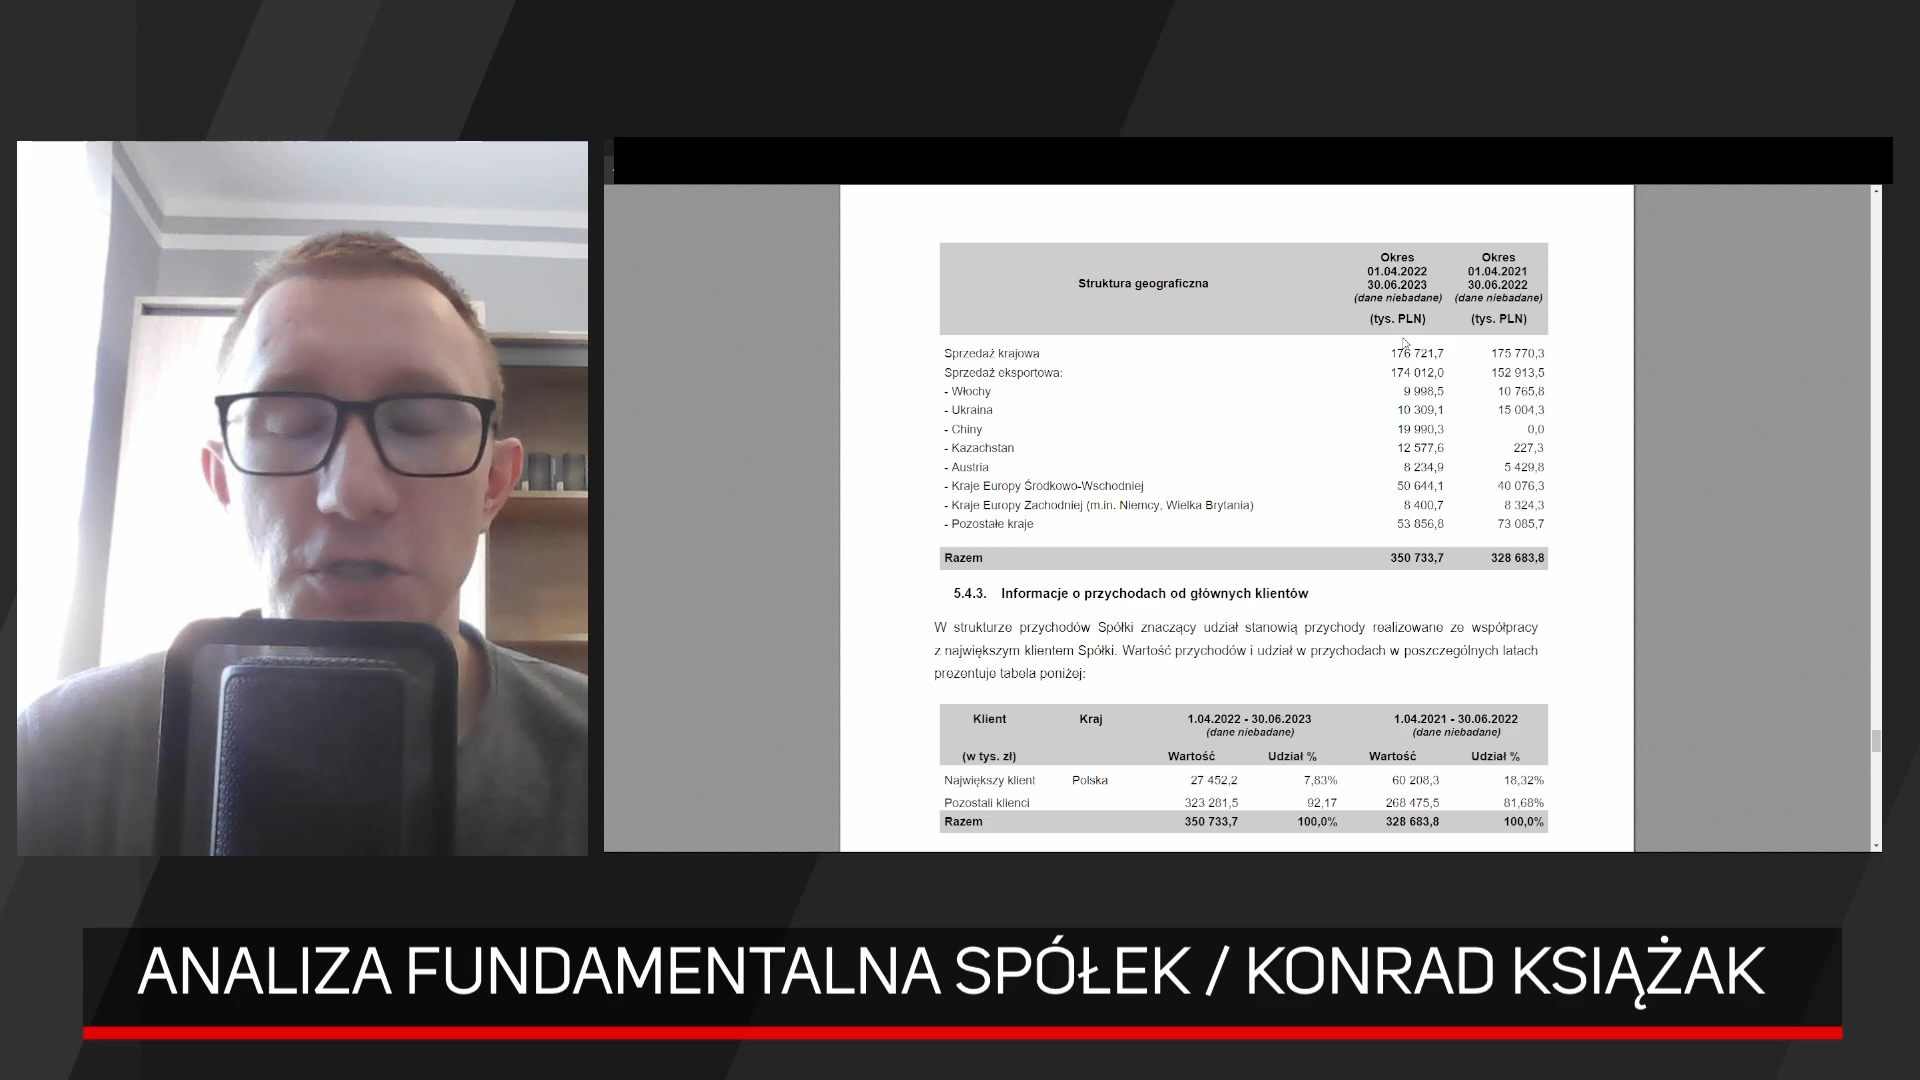 Struktura geograficzna
Okres
01.04.2022
30.06.2023
(dane niebadane)
(tys. PLN)
Okres
01.04.2021
30.06.2022
(dane niebadane)
(tys. PLN)
Sprzedaż krajowa 176 721,7 175 770,3
Sprzedaż eksportowa: 174 012,0 152 913,5
- Włochy 9 998,5 10 765,8
- Ukraina 10 309,1 15 004,3
- Chiny 19 990,3 0,0
- Kazachstan 12 577,6 227,3
- Austria 8 234,9 5 429,8
- Kraje Europy Środkowo-Wschodniej 50 644,1 40 076,3
- Kraje Europy Zachodniej (m.in. Niemcy, Wielka Brytania) 8 400,7 8 324,3
- Pozostałe kraje 53 856,8 73 085,7
Razem 350 733,7 328 683,8
5.4.3. Informacje o przychodach od głównych klientów
W strukturze przychodów Spółki znaczący udział stanowią przychody realizowane ze współpracy
z największym klientem Spółki. Wartość przychodów i udział w przychodach w poszczególnych latach
prezentuje tabela poniżej:
Klient Kraj 1.04.2022 - 30.06.2023 1.04.2021 - 30.06.2022
(dane niebadane) (dane niebadane)
(w tys. zł) Wartość Udział % Wartość Udział %
Największy klient Polska 27 452,2 7,83% 60 208,3 18,32%
Pozostali klienci 323 281,5 92,17 268 475,5 81,68%
Razem 350 733,7 100,0% 328 683,8 100,0%
ANALIZA FUNDAMENTALNA SPÓŁEK / KONRAD KSIĄŻAK